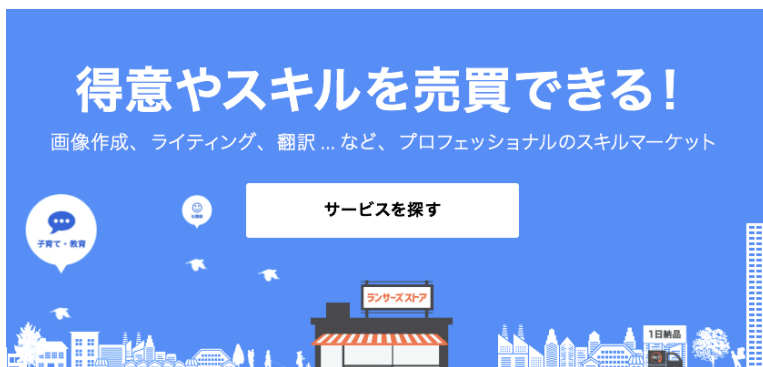 得意やスキルを売買できる！
画像作成、ライティング、翻訳...など、プロフェッショナルのスキルマーケット
サービスを探す
子育て・教育
ランサーズストア
1日納品